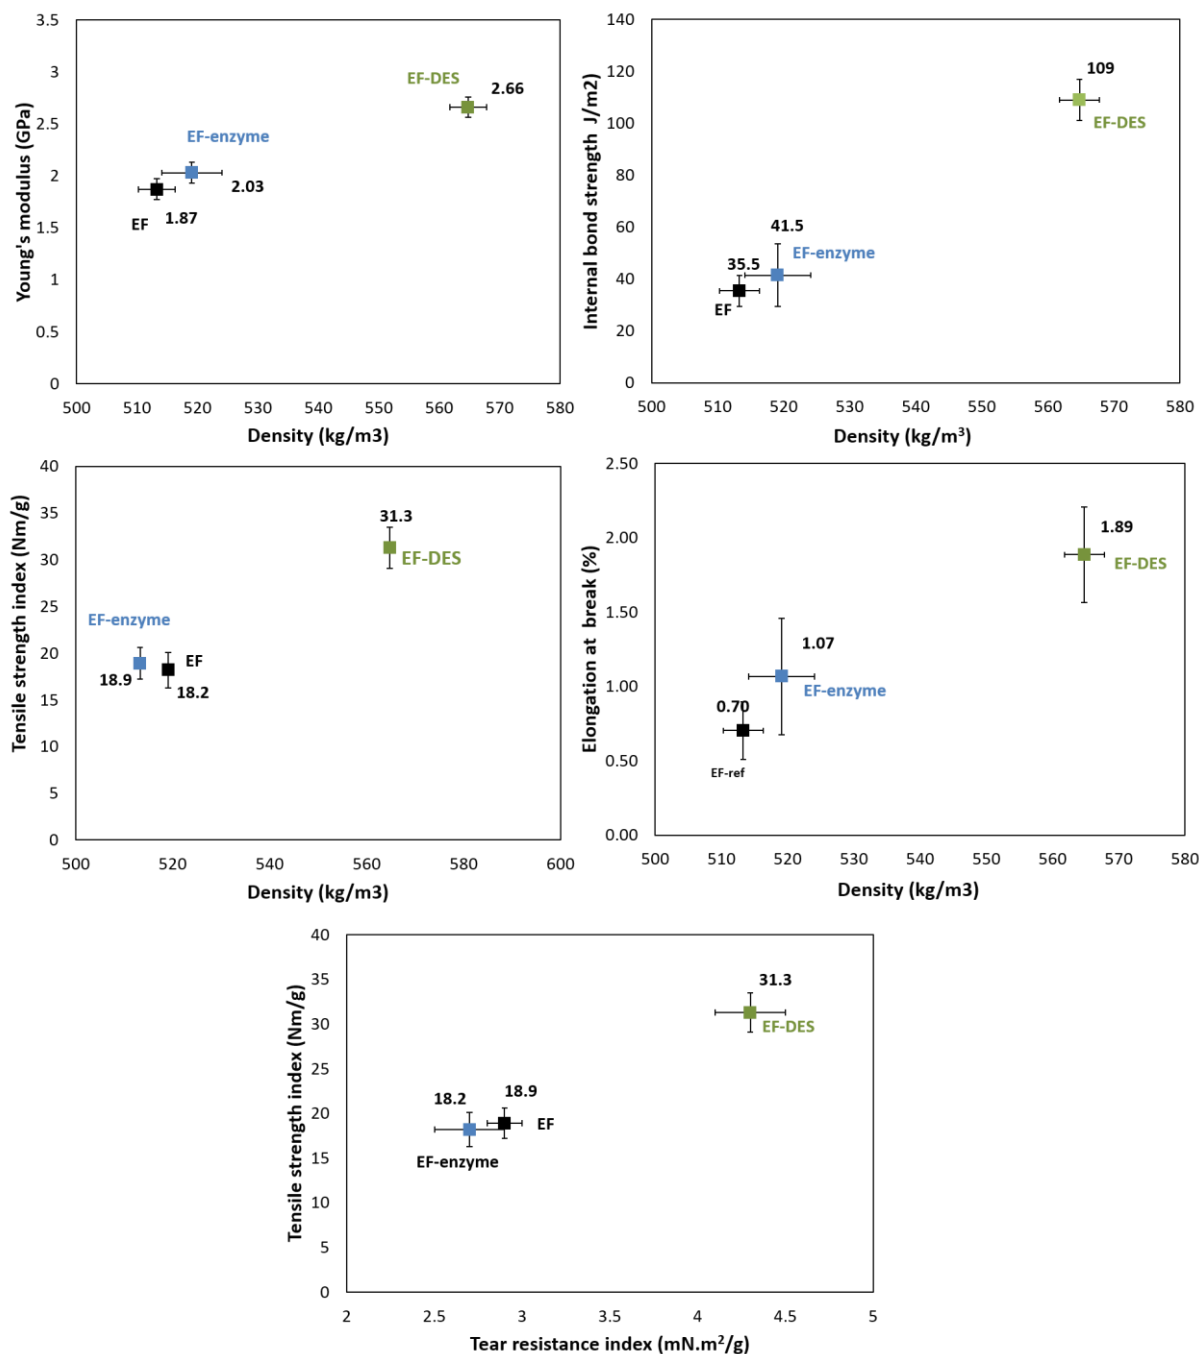 Young's modulus (GPa)
3.5
3
2.5
2
1.5
1
0.5
0
EF-DES
2.66
EF-enzyme
2.03
EF
1.87
500 510 520 530 540 550 560 570 580
Density (kg/m3)
Internal bond strength J/m2)
140
120
100
80
60
40
20
0
109
EF-DES
41.5
EF-enzyme
35.5
EF
500 510 520 530 540 550 560 570 580
Density (kg/m³)
Tensile strength index (Nm/g)
40
35
30
25
20
15
10
5
0
31.3
EF-DES
EF-enzyme
EF
18.9
18.2
500 520 540 560 580 600
Density (kg/m3)
Elongation at break (%)
2.50
2.00
1.50
1.00
0.50
0.00
1.89
EF-DES
1.07
EF-enzyme
0.70
EF-ref
500 510 520 530 540 550 560 570 580
Density (kg/m3)
Tensile strength index (Nm/g)
40
35
30
25
20
15
10
5
0
31.3
EF-DES
18.2 18.9
EF
EF-enzyme
2 2.5 3 3.5 4 4.5 5
Tear resistance index (mN.m²/g)